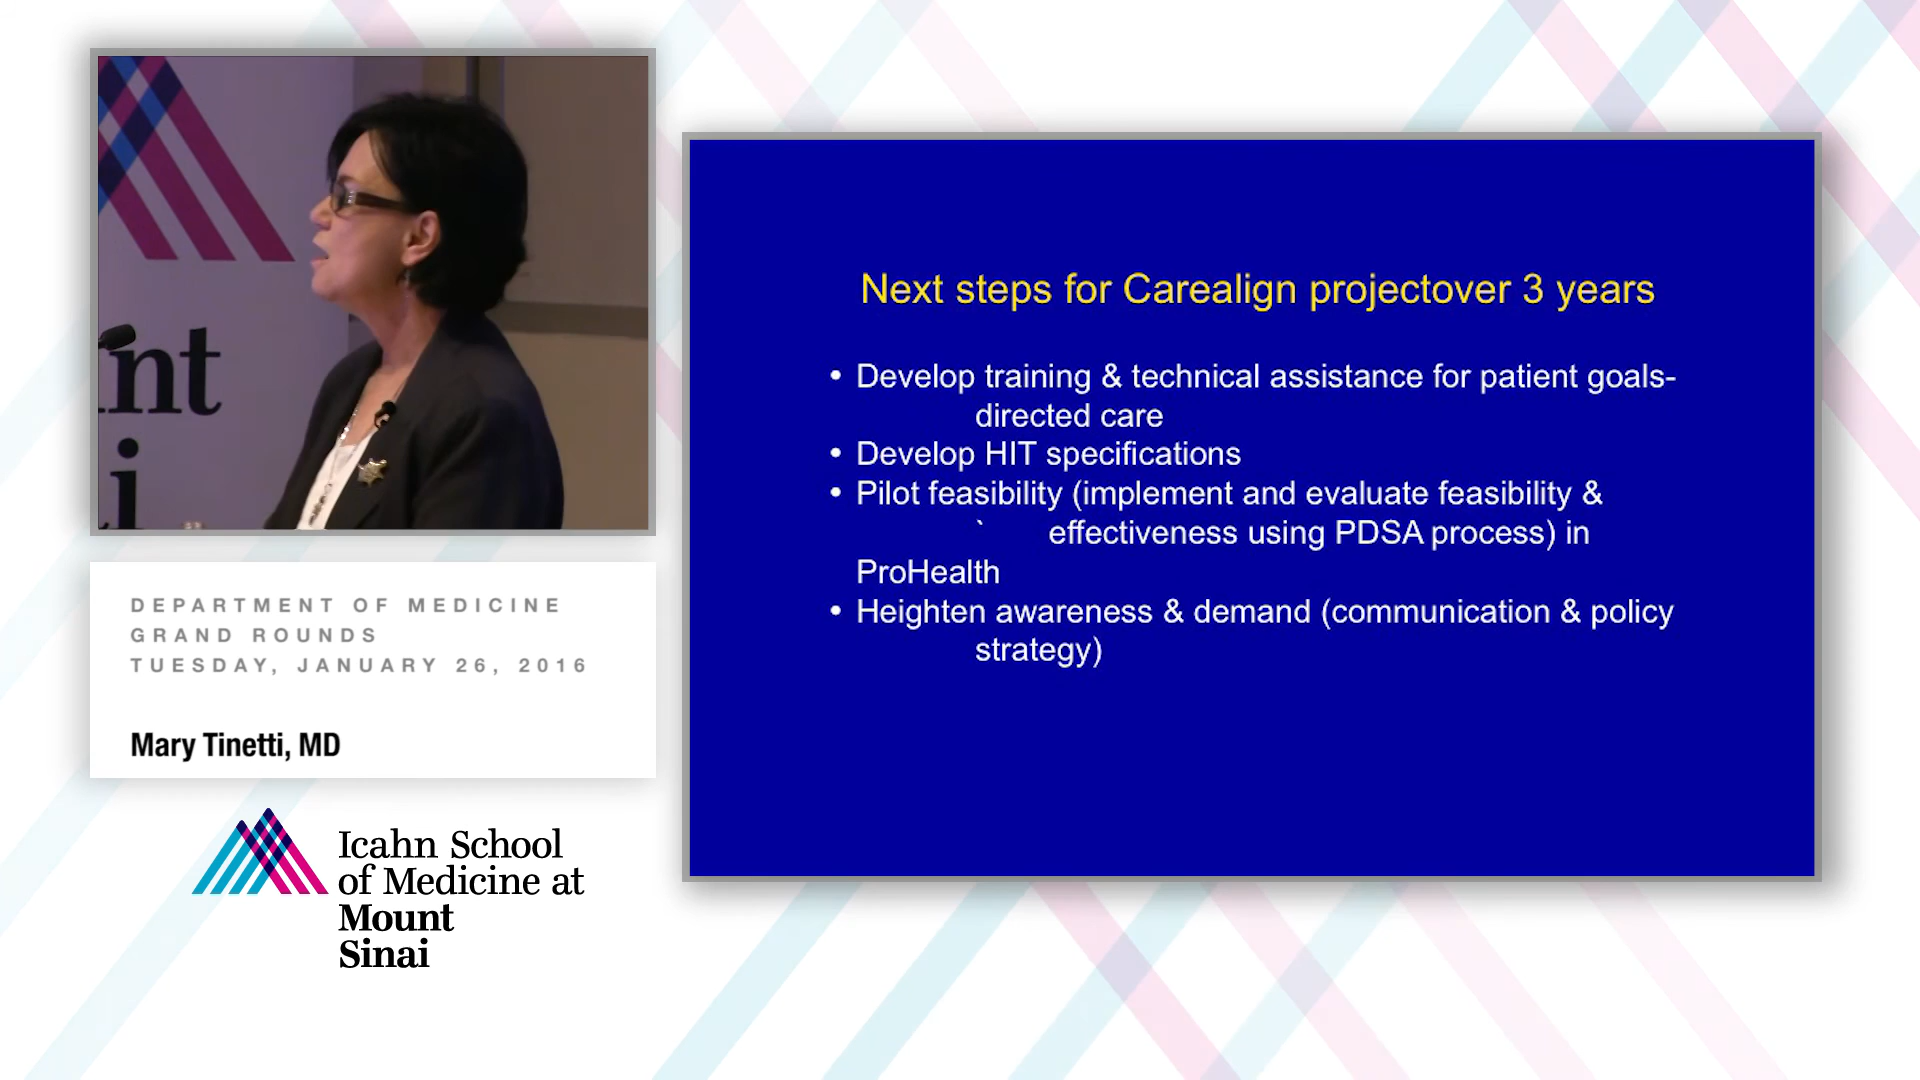 nt
i
DEPARTMENT OF MEDICINE
GRAND ROUNDS
TUESDAY, JANUARY 26, 2016
Mary Tinetti, MD
Icahn School
of Medicine at
Mount
Sinai
Next steps for Carealign projectover 3 years
• Develop training & technical assistance for patient goals-
directed care
• Develop HIT specifications
• Pilot feasibility (implement and evaluate feasibility &
` effectiveness using PDSA process) in
ProHealth
• Heighten awareness & demand (communication & policy
strategy)